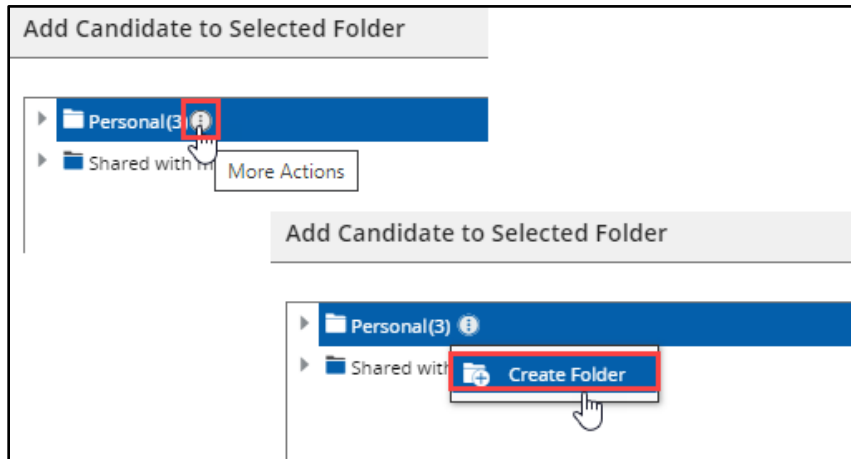 Add Candidate to Selected Folder
Personal(3)
Shared with
More Actions
Add Candidate to Selected Folder
Personal(3)
Shared with
Create Folder